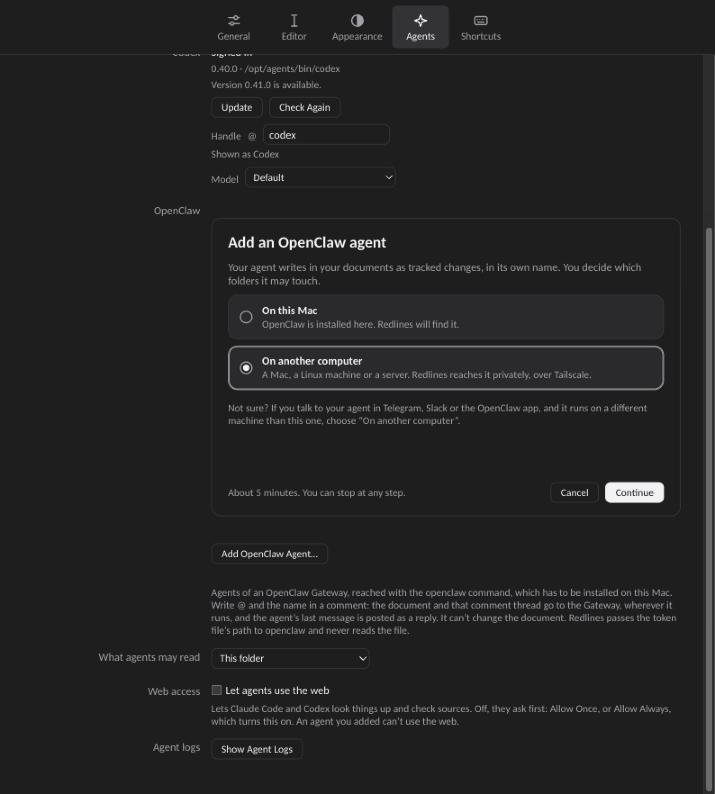 General
Editor
Appearance
Agents
Shortcuts
Codex
Signed in
0.40.0 - /opt/agents/bin/codex
Version 0.41.0 is available.
Update
Check Again
Handle @ codex
Shown as Codex
Model Default
OpenClaw
Add an OpenClaw agent
Your agent writes in your documents as tracked changes, in its own name. You decide which
folders it may touch.
On this Mac
OpenClaw is installed here. Redlines will find it.
On another computer
A Mac, a Linux machine or a server. Redlines reaches it privately, over Tailscale.
Not sure? If you talk to your agent in Telegram, Slack or the OpenClaw app, and it runs on a different
machine than this one, choose "On another computer".
About 5 minutes. You can stop at any step.
Cancel
Continue
Add OpenClaw Agent...
Agents of an OpenClaw Gateway, reached with the openclaw command, which has to be installed on this Mac.
Write @ and the name in a comment: the document and that comment thread go to the Gateway, wherever it
runs, and the agent's last message is posted as a reply. It can't change the document. Redlines passes the token
file's path to openclaw and never reads the file.
What agents may read
This folder
Web access
Let agents use the web
Lets Claude Code and Codex look things up and check sources. Off, they ask first: Allow Once, or Allow Always,
which turns this on. An agent you added can't use the web.
Agent logs
Show Agent Logs